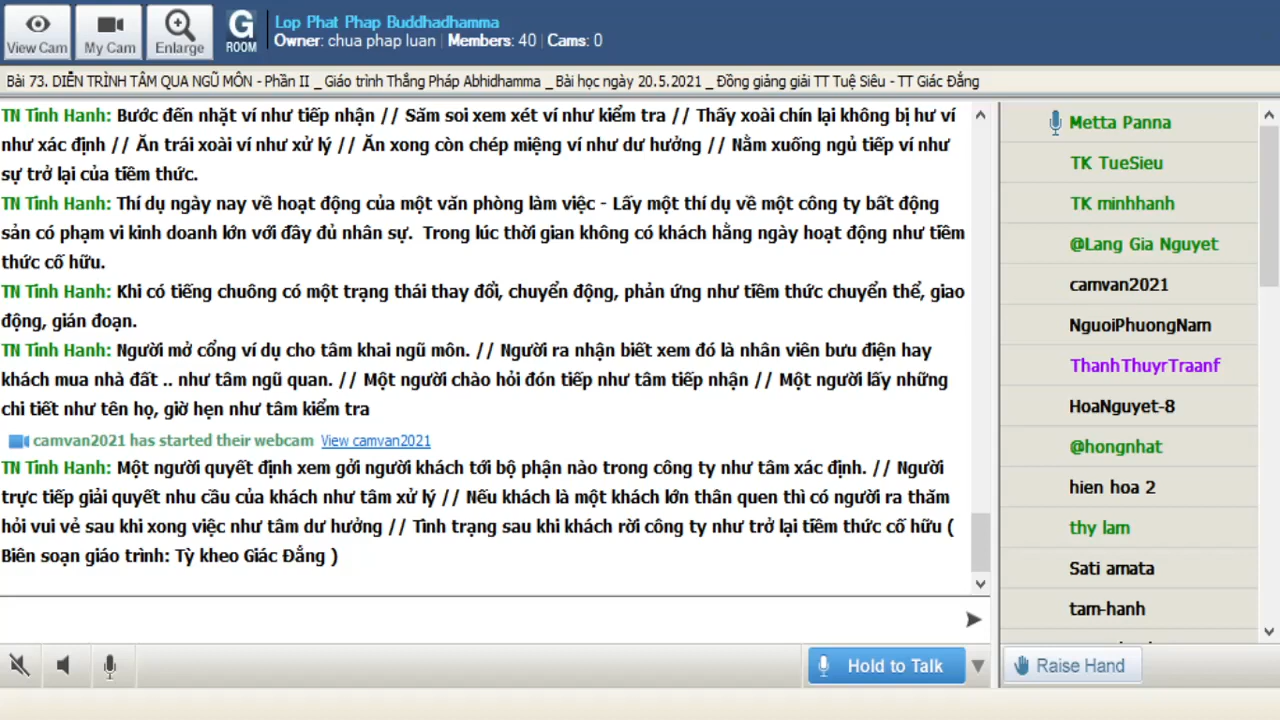 View Cam
My Cam
Enlarge
G
ROOM
Lop Phat Phap Buddhadhamma
Owner: chua phap luan | Members: 40 | Cams: 0
Bài 73. DIỄN TRÌNH TÂM QUA NGŨ MÔN - Phần II _ Giáo trình Thắng Pháp Abhidhamma _ Bài học ngày 20.5.2021 _ Đồng giảng giải TT Tuệ Siêu - TT Giác Đẳng
TN Tinh Hanh: Bước đến nhặt ví như tiếp nhận // Săm soi xem xét ví như kiểm tra // Thấy xoài chín lại không bị hư ví
như xác định // Ăn trái xoài ví như xử lý // Ăn xong còn chép miệng ví như dư hưởng // Nằm xuống ngủ tiếp ví như
sự trở lại của tiềm thức.
TN Tinh Hanh: Thí dụ ngày nay về hoạt động của một văn phòng làm việc - Lấy một thí dụ về một công ty bất động
sản có phạm vi kinh doanh lớn với đầy đủ nhân sự. Trong lúc thời gian không có khách hằng ngày hoạt động như tiềm
thức cố hữu.
TN Tinh Hanh: Khi có tiếng chuông có một trạng thái thay đổi, chuyển động, phản ứng như tiềm thức chuyển thể, giao
động, gián đoạn.
TN Tinh Hanh: Người mở cổng ví dụ cho tâm khai ngũ môn. // Người ra nhận biết xem đó là nhân viên bưu điện hay
khách mua nhà đất .. như tâm ngũ quan. // Một người chào hỏi đón tiếp như tâm tiếp nhận // Một người lấy những
chi tiết như tên họ, giờ hẹn như tâm kiểm tra
camvan2021 has started their webcam View camvan2021
TN Tinh Hanh: Một người quyết định xem gởi người khách tới bộ phận nào trong công ty như tâm xác định. // Người
trực tiếp giải quyết nhu cầu của khách như tâm xử lý // Nếu khách là một khách lớn thân quen thì có người ra thăm
hỏi vui vẻ sau khi xong việc như tâm dư hưởng // Tình trạng sau khi khách rời công ty như trở lại tiềm thức cố hữu (
Biên soạn giáo trình: Tỳ kheo Giác Đẳng )
Metta Panna
TK TueSieu
TK minhhanh
@Lang Gia Nguyet
camvan2021
NguoiPhuongNam
ThanhThuyrTraanf
HoaNguyet-8
@hongnhat
hien hoa 2
thy lam
Sati amata
tam-hanh
Hold to Talk
Raise Hand